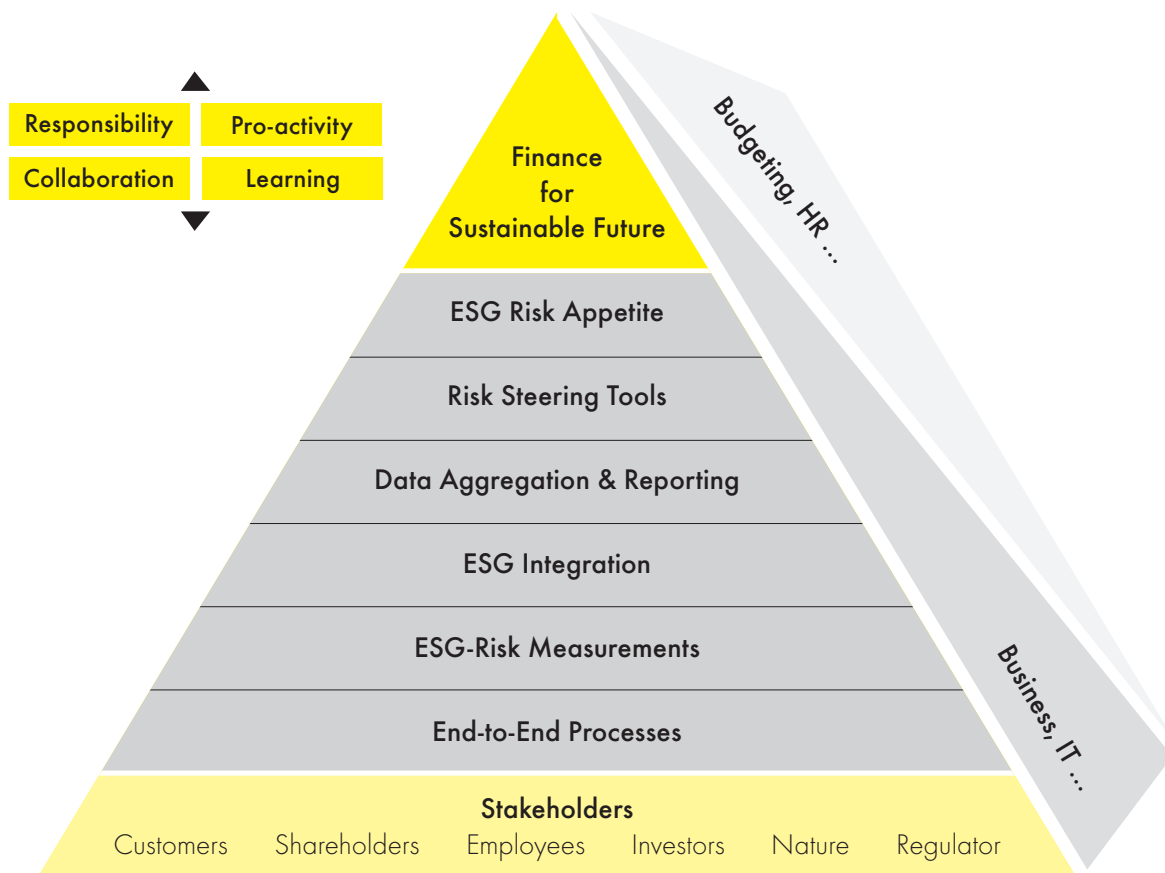 Responsibility
Pro-activity
Collaboration
Learning
Finance
for
Sustainable Future
ESG Risk Appetite
Risk Steering Tools
Data Aggregation & Reporting
ESG Integration
ESG-Risk Measurements
End-to-End Processes
Stakeholders
Customers Shareholders Employees Investors Nature Regulator
Budgeting, HR ...
Business, IT ...